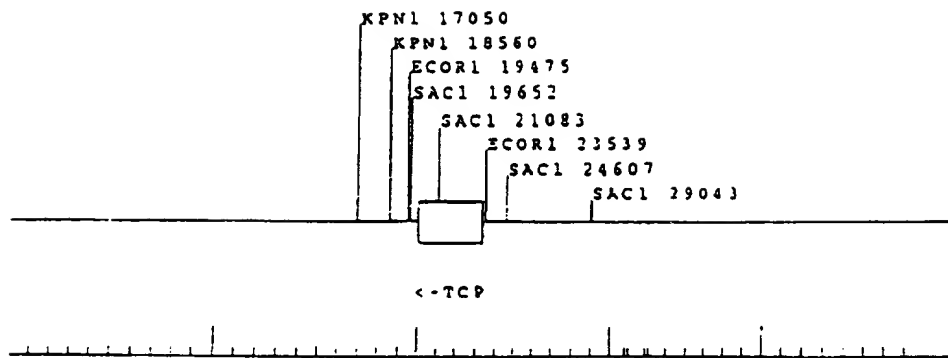 KPN1 17050
KPN1 18560
ECOR1 19475
SAC1 19652
SAC1 21083
ECOR1 23539
SAC1 24607
SAC1 29043
<-TCP